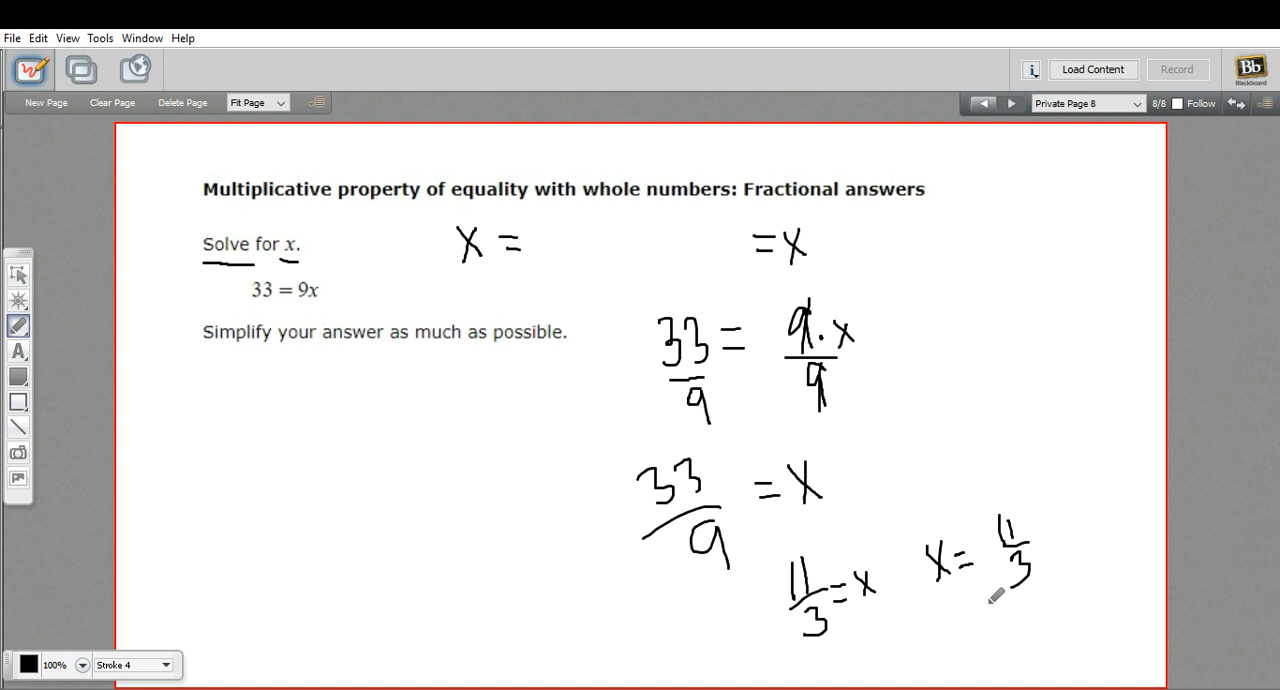 File Edit View Tools Window Help
i Load Content Record Bb
Blackboard
New Page Clear Page Delete Page Fit Page Private Page 8 8/8 Follow
Multiplicative property of equality with whole numbers: Fractional answers
Solve for x. x = = x
33 = 9x
Simplify your answer as much as possible.
33/9 = 9·x/9
33/9 = x
11/3 = x x = 11/3
A
100% Stroke 4